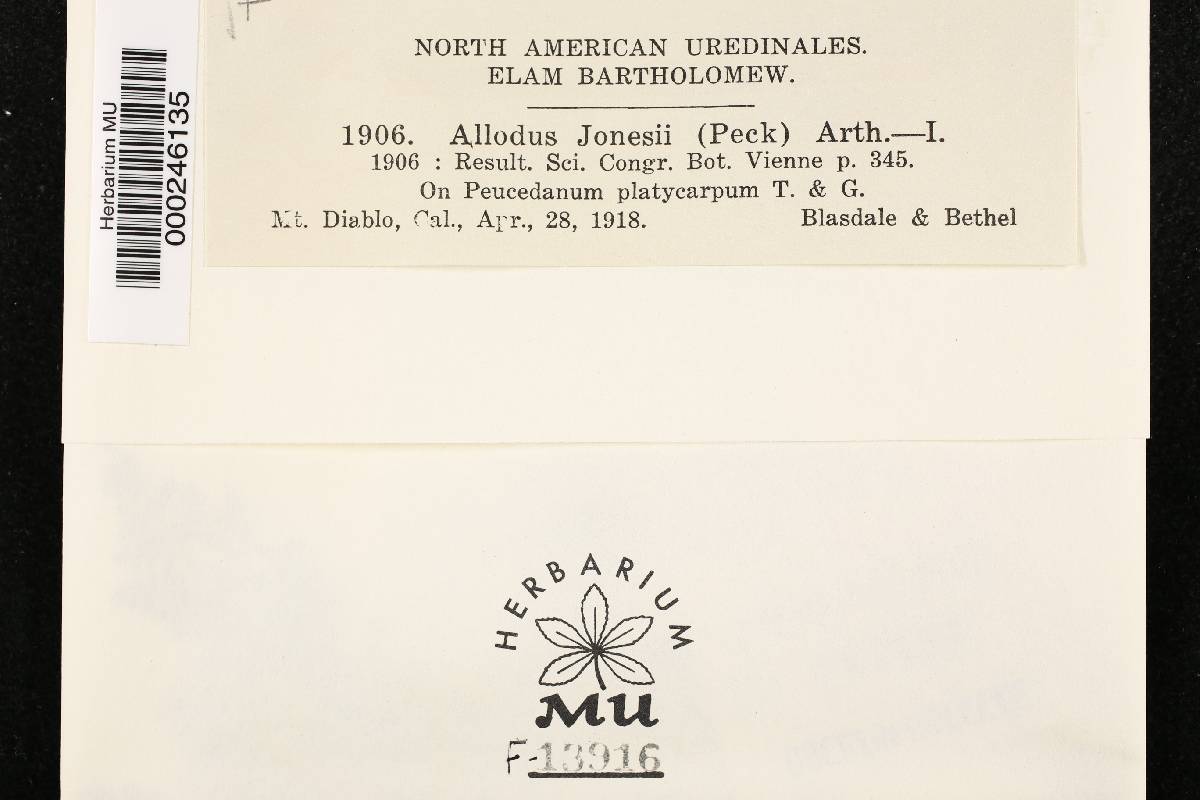 NORTH AMERICAN UREDINALES.
ELAM BARTHOLOMEW.
1906. Allodus Jonesii (Peck) Arth.—I.
1906 : Result. Sci. Congr. Bot. Vienne p. 345.
On Peucedanum platycarpum T. & G.
Mt. Diablo, Cal., Apr., 28, 1918. Blasdale & Bethel
Herbarium MU
000246135
HERBARIUM
MU
F-13916